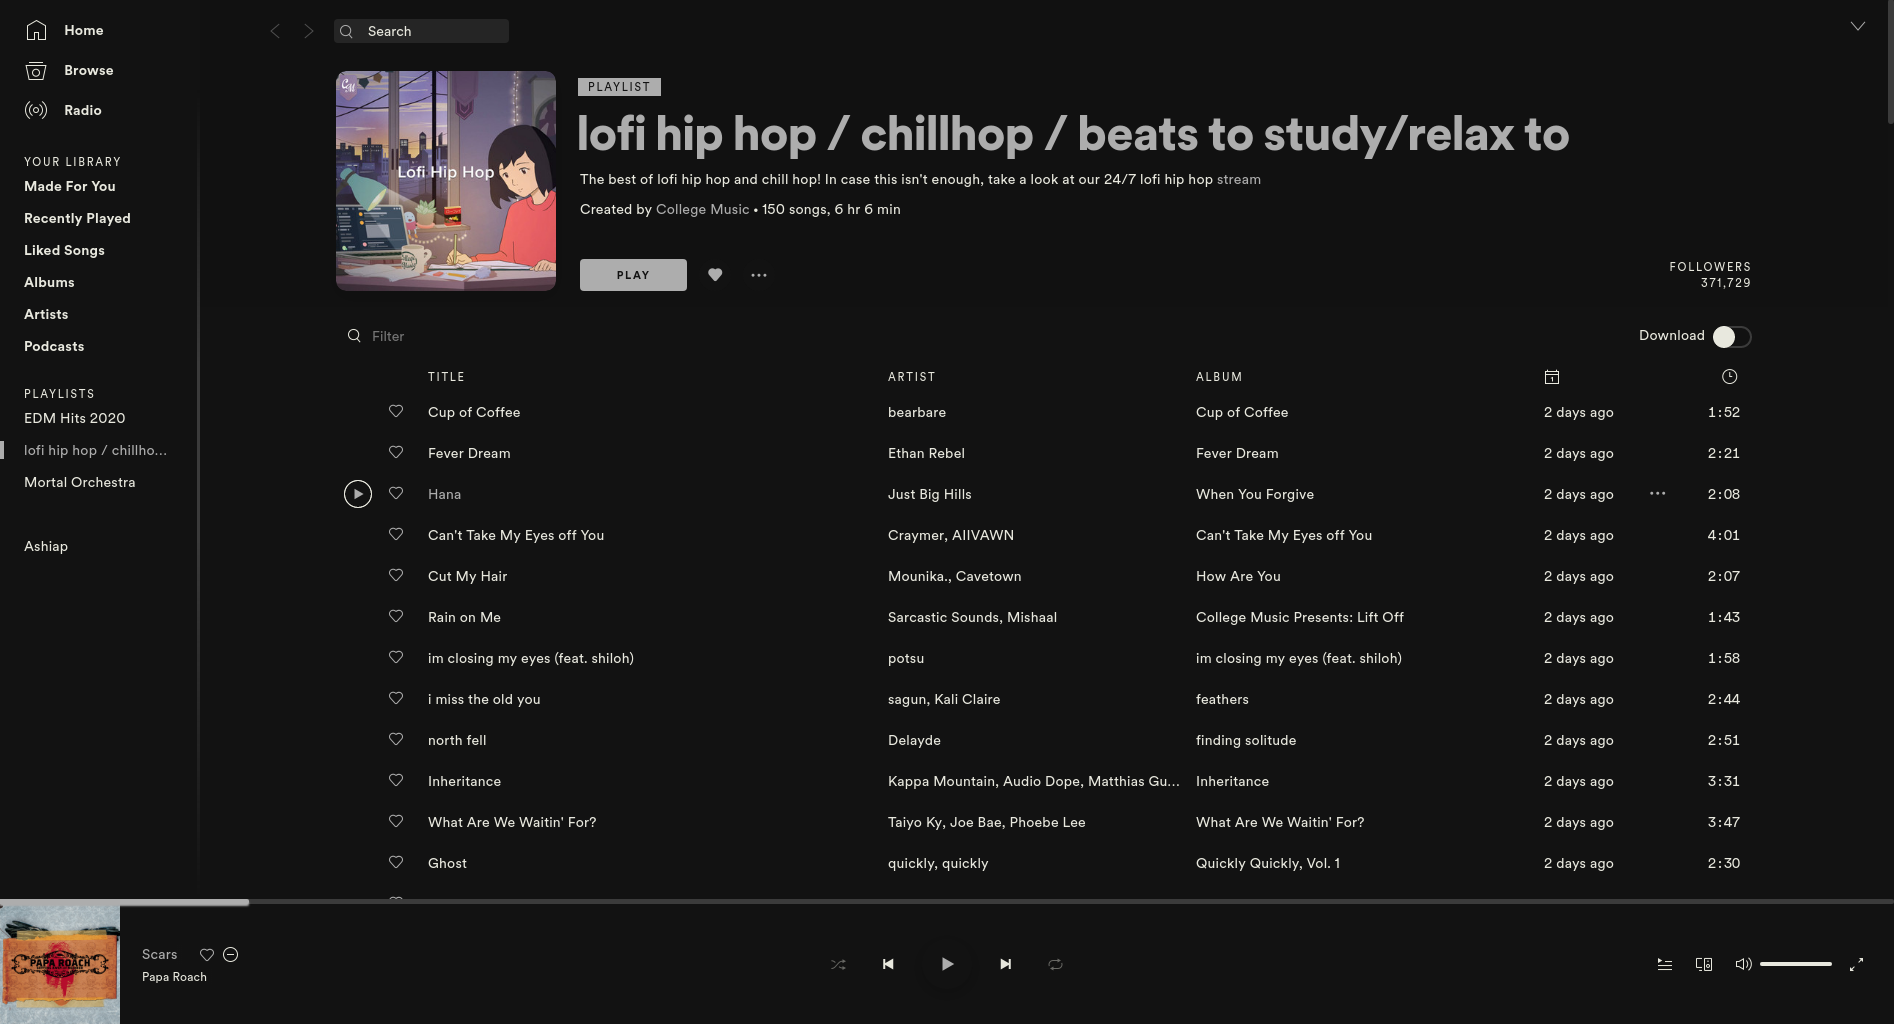 Home
Browse
Radio
YOUR LIBRARY
Made For You
Recently Played
Liked Songs
Albums
Artists
Podcasts
PLAYLISTS
EDM Hits 2020
lofi hip hop / chillho...
Mortal Orchestra
Ashiap
Search
CM
Lofi Hip Hop
PLAYLIST
lofi hip hop / chillhop / beats to study/relax to
The best of lofi hip hop and chill hop! In case this isn't enough, take a look at our 24/7 lofi hip hop stream
Created by College Music • 150 songs, 6 hr 6 min
PLAY
FOLLOWERS
371,729
Filter
Download
TITLE ARTIST ALBUM
Cup of Coffee bearbare Cup of Coffee 2 days ago 1:52
Fever Dream Ethan Rebel Fever Dream 2 days ago 2:21
Hana Just Big Hills When You Forgive 2 days ago 2:08
Can't Take My Eyes off You Craymer, AIIVAWN Can't Take My Eyes off You 2 days ago 4:01
Cut My Hair Mounika., Cavetown How Are You 2 days ago 2:07
Rain on Me Sarcastic Sounds, Mishaal College Music Presents: Lift Off 2 days ago 1:43
im closing my eyes (feat. shiloh) potsu im closing my eyes (feat. shiloh) 2 days ago 1:58
i miss the old you sagun, Kali Claire feathers 2 days ago 2:44
north fell Delayde finding solitude 2 days ago 2:51
Inheritance Kappa Mountain, Audio Dope, Matthias Gu... Inheritance 2 days ago 3:31
What Are We Waitin' For? Taiyo Ky, Joe Bae, Phoebe Lee What Are We Waitin' For? 2 days ago 3:47
Ghost quickly, quickly Quickly Quickly, Vol. 1 2 days ago 2:30
PAPA ROACH
Scars
Papa Roach